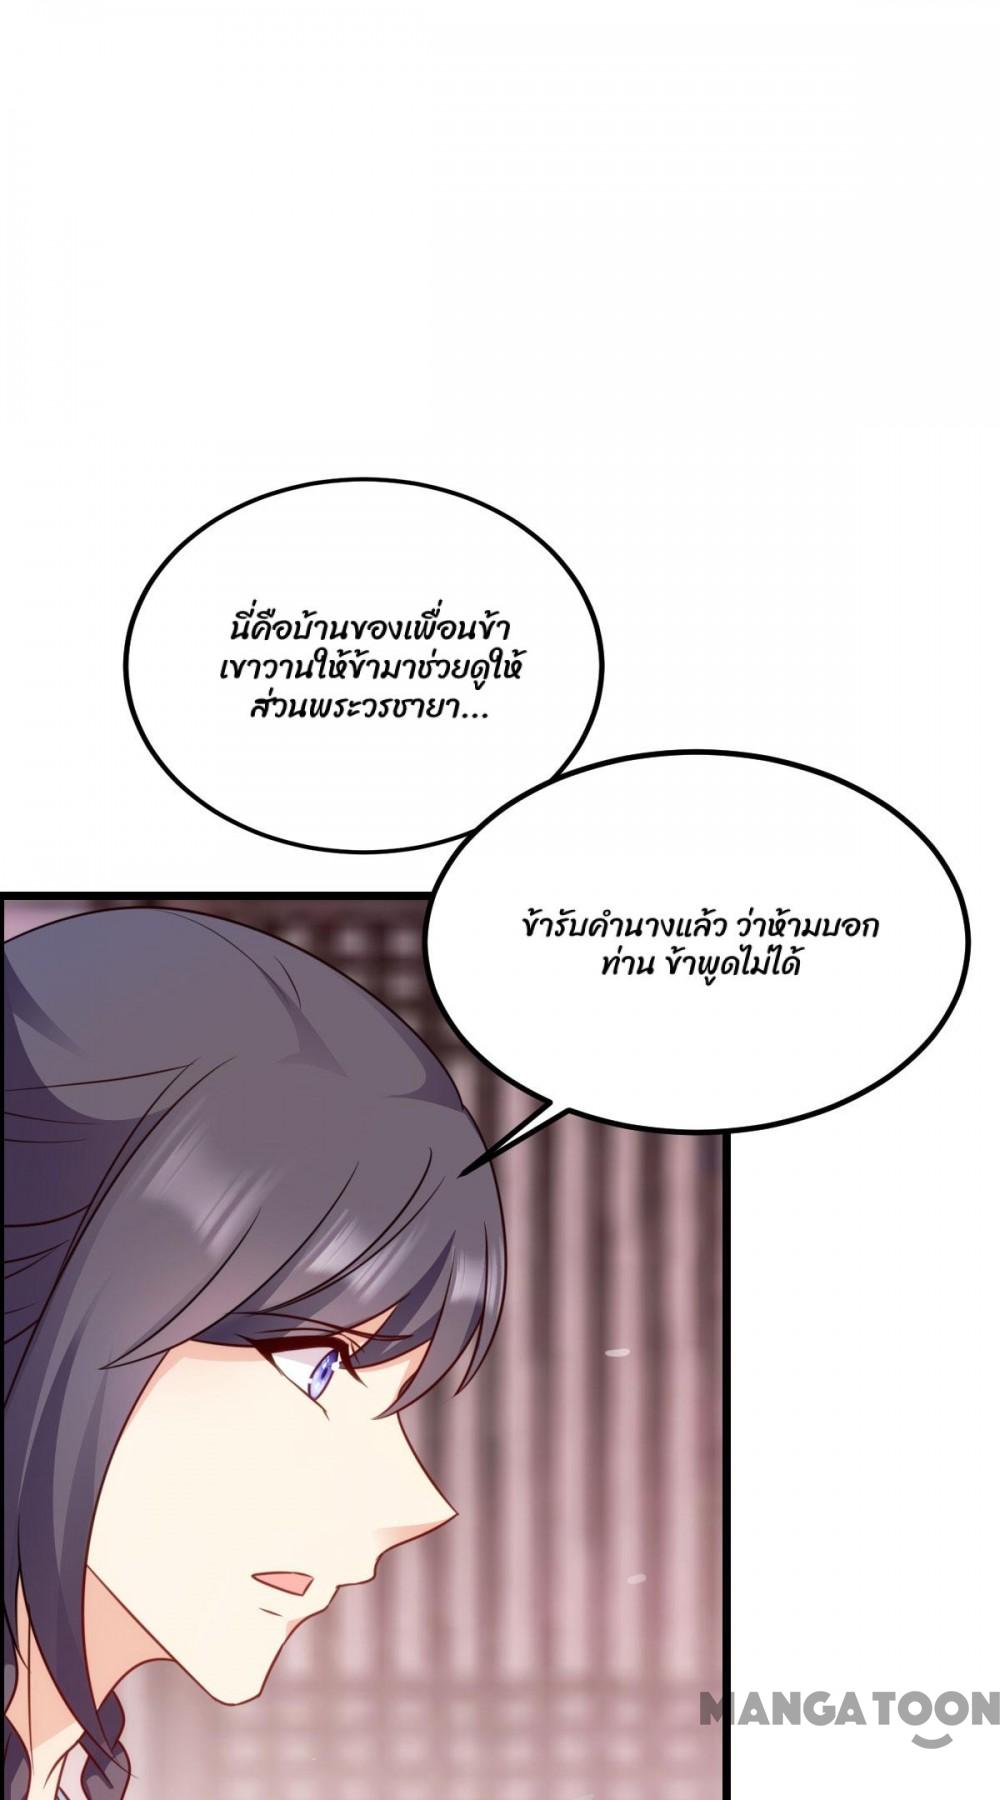 นี่คือบ้านของเพื่อนข้า
เขาวานให้ข้ามาช่วยดูให้
ส่วนพระวรชายา...
ข้ารับคำนางแล้ว ว่าห้ามบอก
ท่าน ข้าพูดไม่ได้
MANGATOON